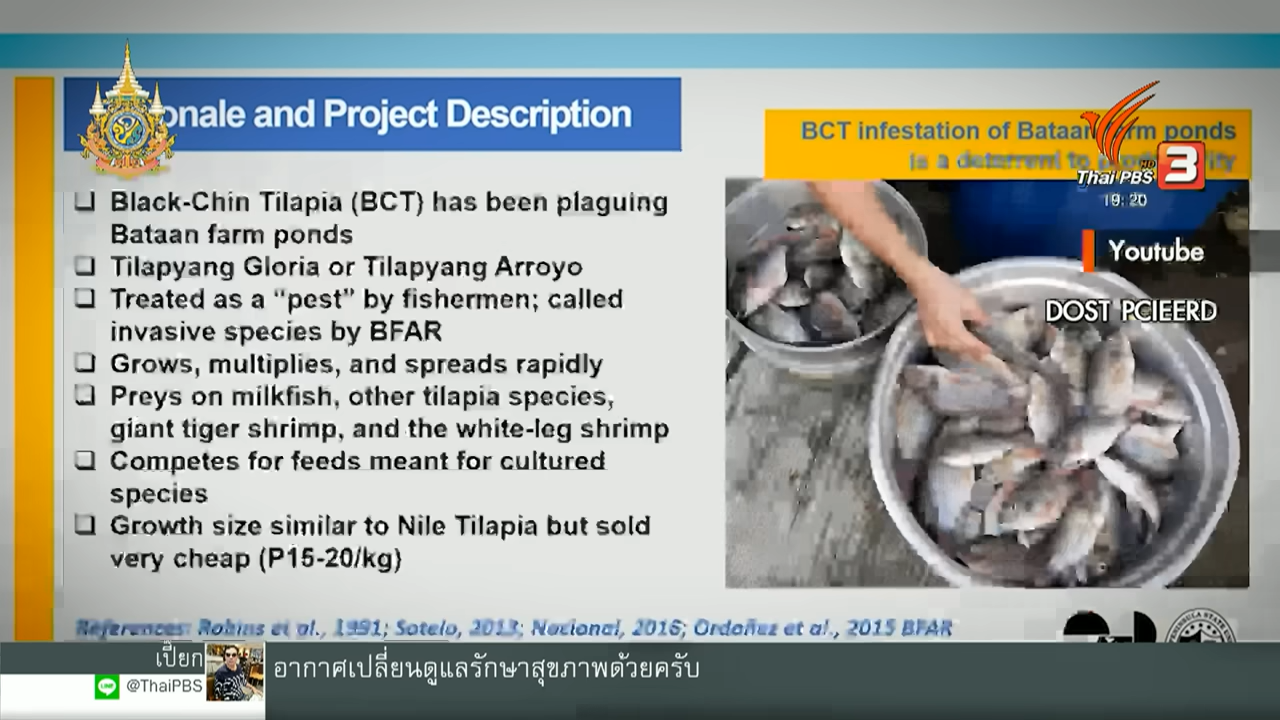 onale and Project Description
BCT infestation of Bataan farm ponds
is a deterrent to
Thai PBS HD 3
19:20
Youtube
DOST PCIEERD
❑ Black-Chin Tilapia (BCT) has been plaguing
Bataan farm ponds
❑ Tilapyang Gloria or Tilapyang Arroyo
❑ Treated as a “pest” by fishermen; called
invasive species by BFAR
❑ Grows, multiplies, and spreads rapidly
❑ Preys on milkfish, other tilapia species,
giant tiger shrimp, and the white-leg shrimp
❑ Competes for feeds meant for cultured
species
❑ Growth size similar to Nile Tilapia but sold
very cheap (P15-20/kg)
References: Robins et al., 1991; Sotelo, 2013; Nacional, 2016; Ordoñez et al., 2015 BFAR
เปี๊ยก
@ThaiPBS
อากาศเปลี่ยนดูแลรักษาสุขภาพด้วยครับ